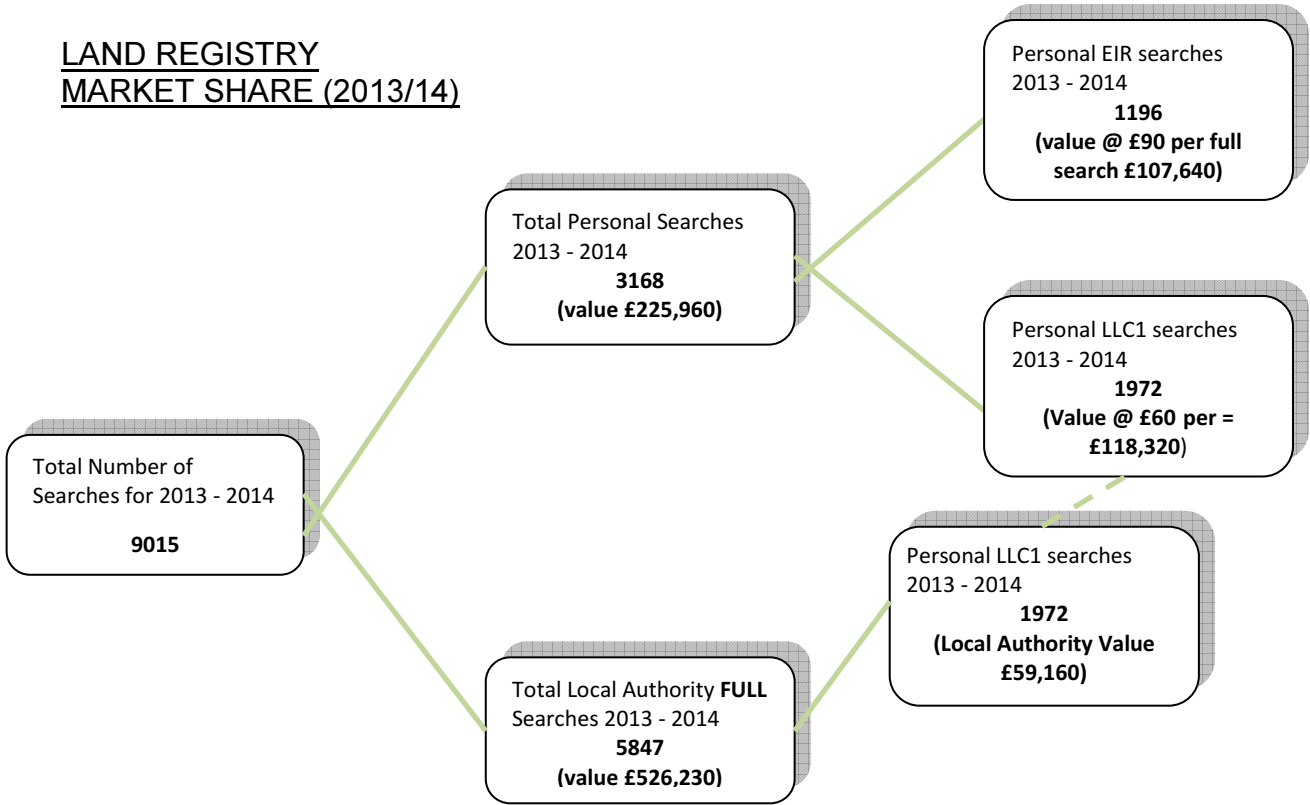 LAND REGISTRY
MARKET SHARE (2013/14)
Personal EIR searches
2013 - 2014
1196
(value @ £90 per full
search £107,640)
Total Personal Searches
2013 - 2014
3168
(value £225,960)
Personal LLC1 searches
2013 - 2014
1972
(Value @ £60 per =
£118,320)
Total Number of
Searches for 2013 - 2014
9015
Personal LLC1 searches
2013 - 2014
1972
(Local Authority Value
£59,160)
Total Local Authority FULL
Searches 2013 - 2014
5847
(value £526,230)